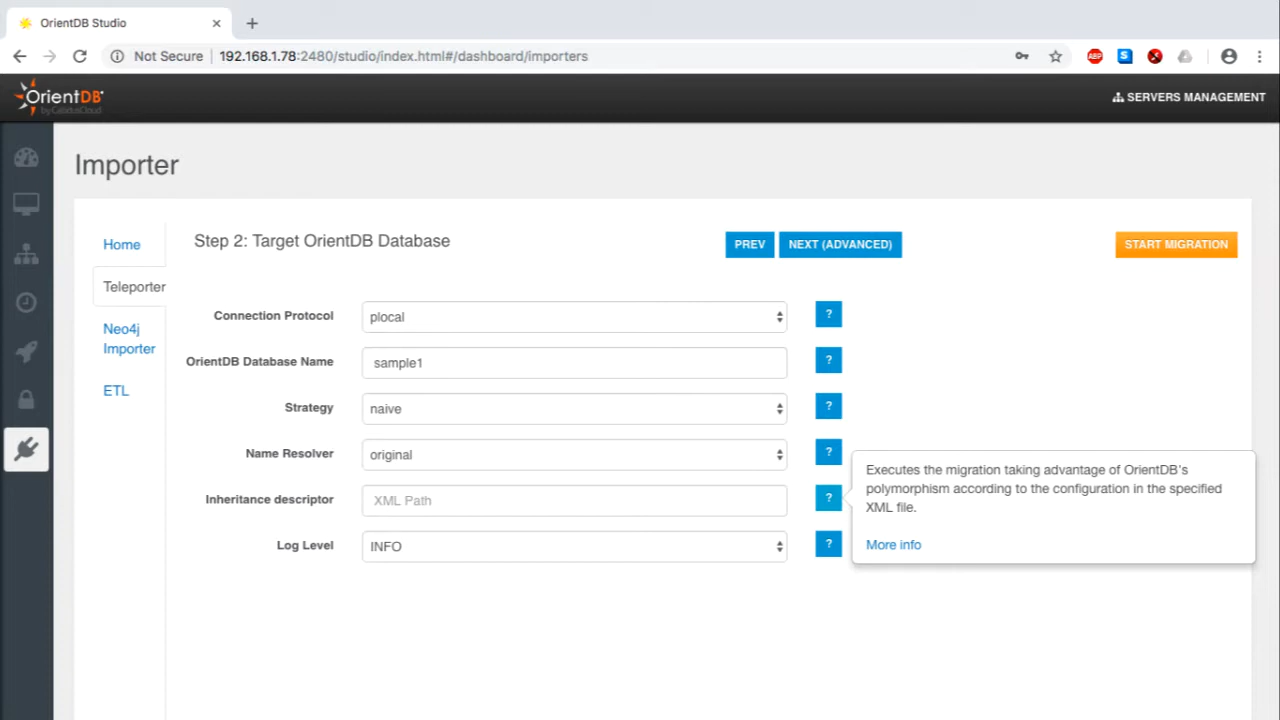 OrientDB Studio
Not Secure 192.168.1.78:2480/studio/index.html#/dashboard/importers
ABP
S
OrientDB
by CallidusCloud
SERVERS MANAGEMENT
Importer
Home
Teleporter
Neo4j
Importer
ETL
Step 2: Target OrientDB Database
PREV
NEXT (ADVANCED)
START MIGRATION
Connection Protocol
plocal
?
OrientDB Database Name
sample1
?
Strategy
naive
?
Name Resolver
original
?
Inheritance descriptor
XML Path
?
Executes the migration taking advantage of OrientDB's
polymorphism according to the configuration in the specified
XML file.
More info
Log Level
INFO
?